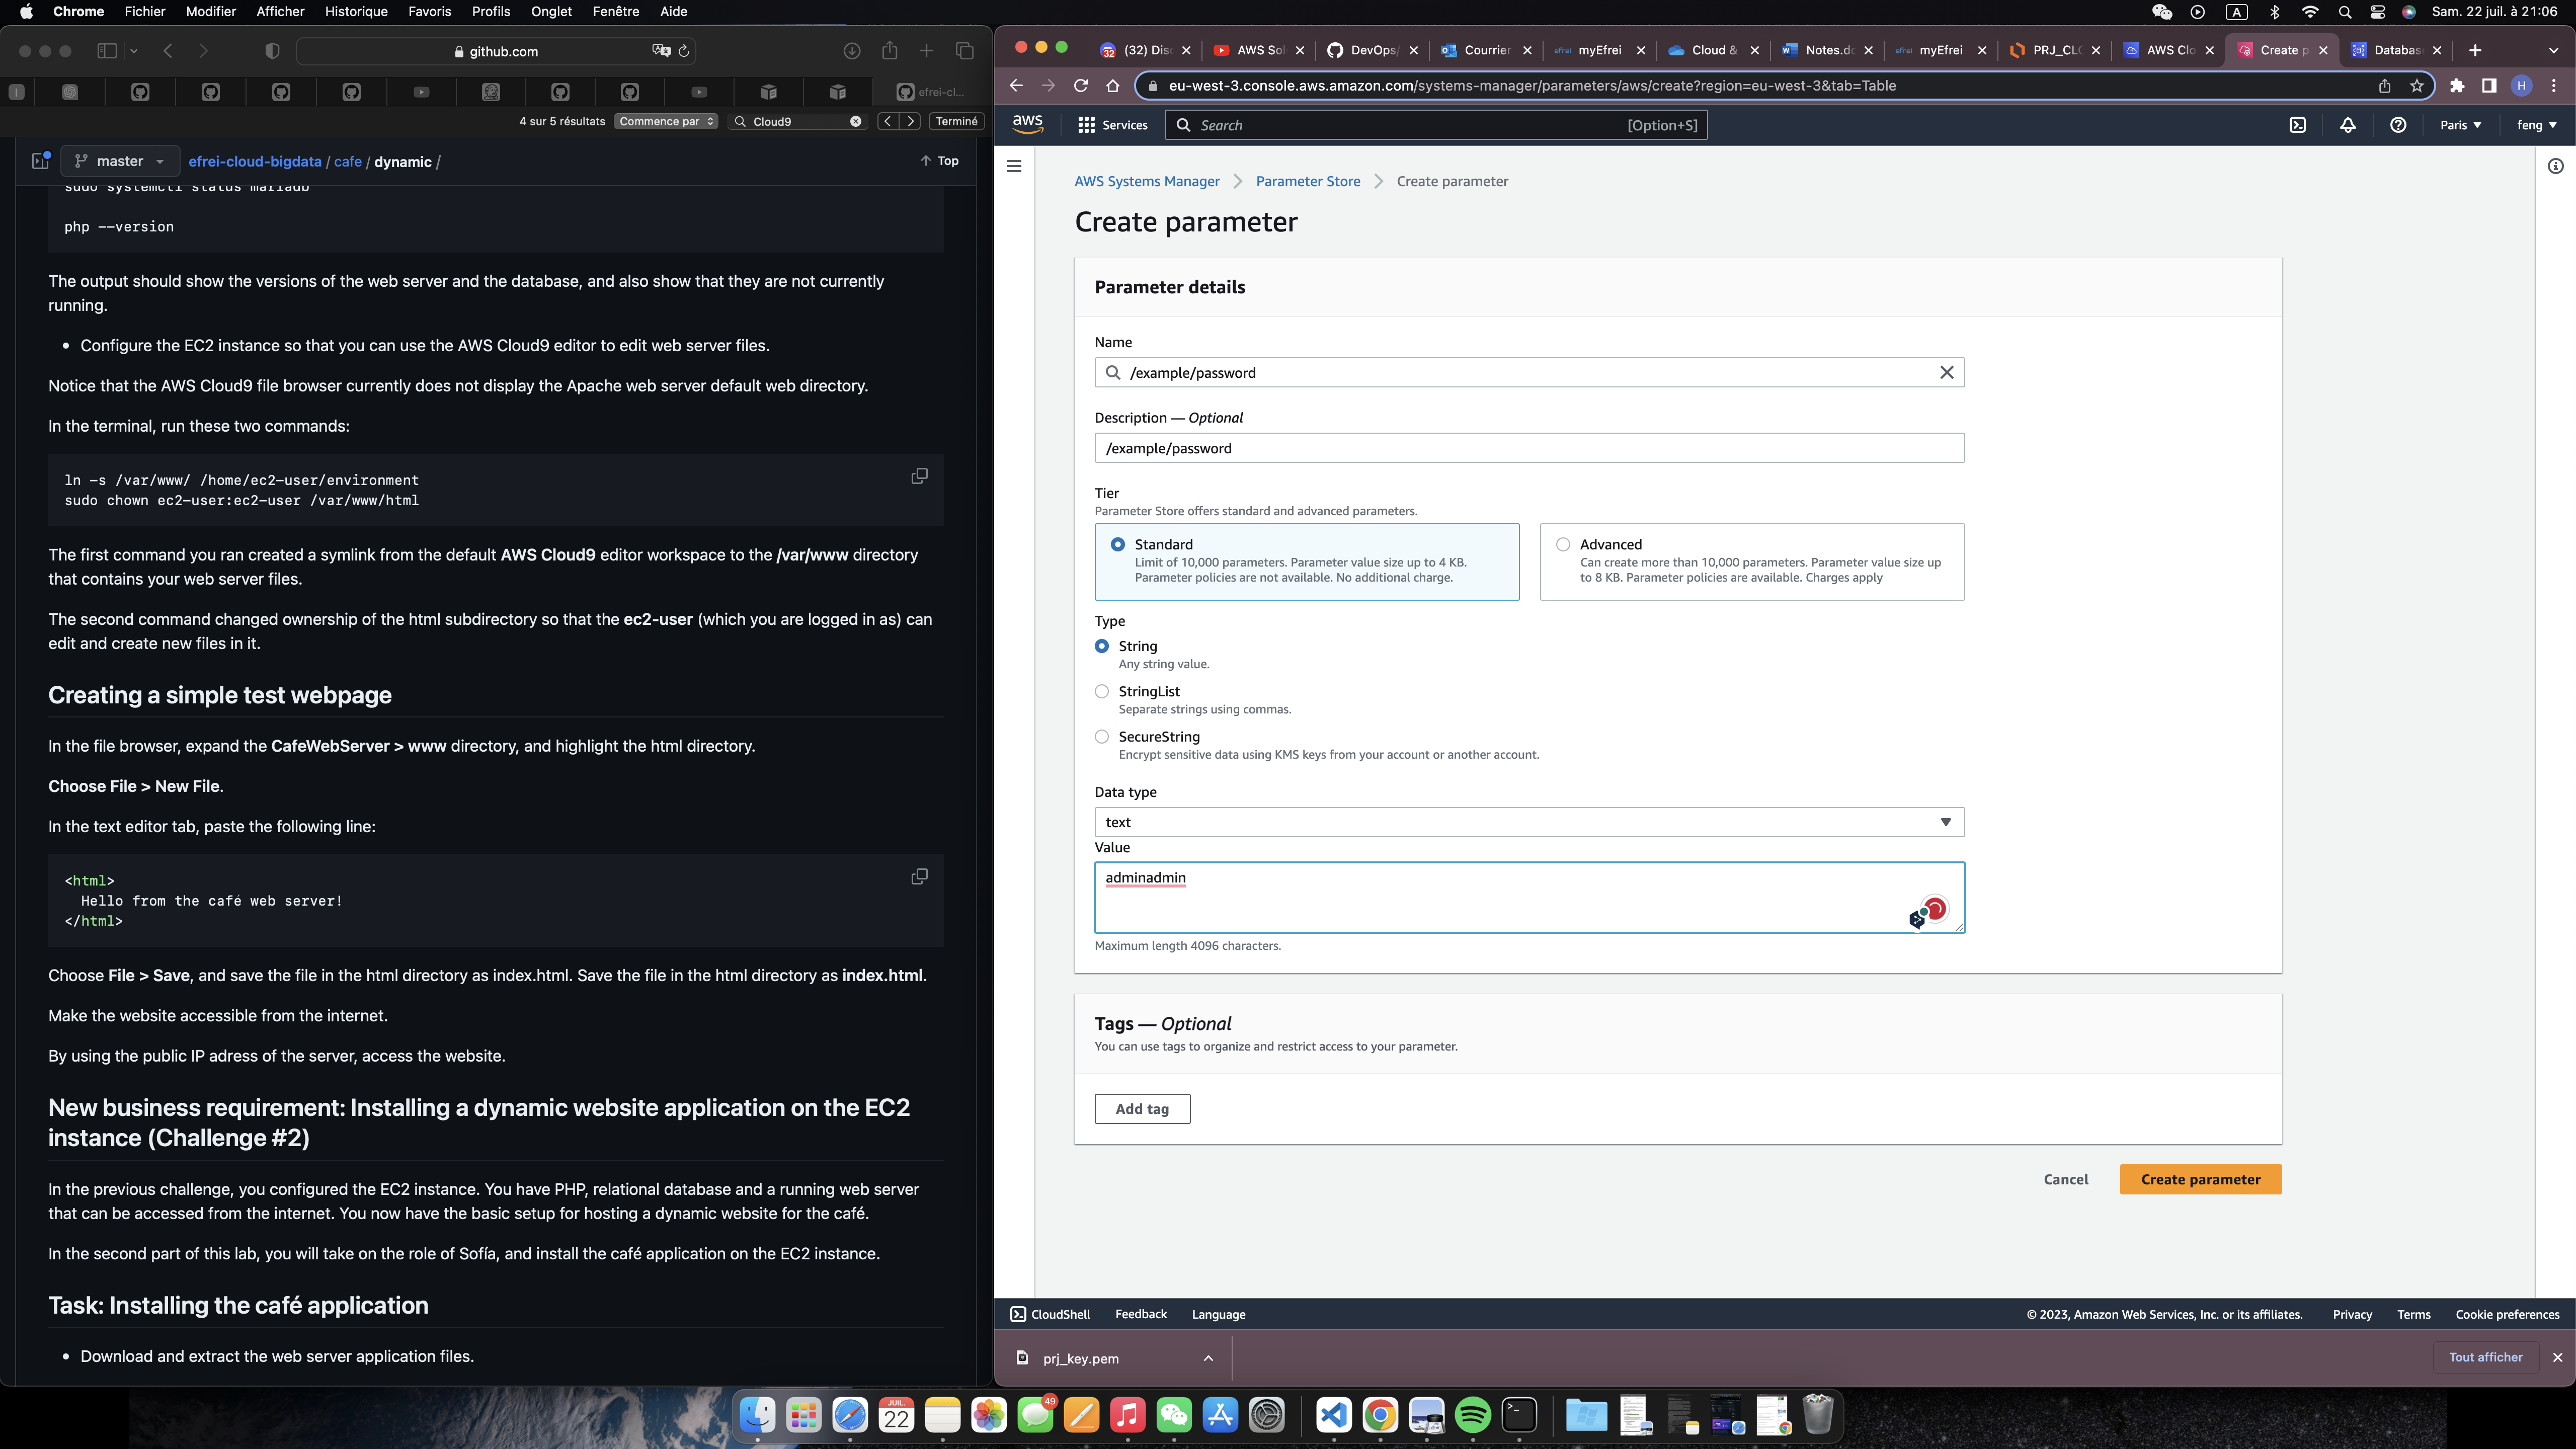 Chrome Fichier Modifier Afficher Historique Favoris Profils Onglet Fenêtre Aide
A Sam. 22 juil. à 21:06
github.com
efrei-cl...
4 sur 5 résultats Commence par Cloud9 Terminé
master efrei-cloud-bigdata / cafe / dynamic / Top
sudo systemctl status mariadb
php --version
The output should show the versions of the web server and the database, and also show that they are not currently
running.
• Configure the EC2 instance so that you can use the AWS Cloud9 editor to edit web server files.
Notice that the AWS Cloud9 file browser currently does not display the Apache web server default web directory.
In the terminal, run these two commands:
ln -s /var/www/ /home/ec2-user/environment
sudo chown ec2-user:ec2-user /var/www/html
The first command you ran created a symlink from the default AWS Cloud9 editor workspace to the /var/www directory
that contains your web server files.
The second command changed ownership of the html subdirectory so that the ec2-user (which you are logged in as) can
edit and create new files in it.
Creating a simple test webpage
In the file browser, expand the CafeWebServer > www directory, and highlight the html directory.
Choose File > New File.
In the text editor tab, paste the following line:
<html>
Hello from the café web server!
</html>
Choose File > Save, and save the file in the html directory as index.html. Save the file in the html directory as index.html.
Make the website accessible from the internet.
By using the public IP adress of the server, access the website.
New business requirement: Installing a dynamic website application on the EC2
instance (Challenge #2)
In the previous challenge, you configured the EC2 instance. You have PHP, relational database and a running web server
that can be accessed from the internet. You now have the basic setup for hosting a dynamic website for the café.
In the second part of this lab, you will take on the role of Sofía, and install the café application on the EC2 instance.
Task: Installing the café application
• Download and extract the web server application files.
32 (32) Disc AWS Sol DevOps/ Courrier efrei myEfrei Cloud & Notes.do efrei myEfrei PRJ_CLO AWS Clo Create p Databas
eu-west-3.console.aws.amazon.com/systems-manager/parameters/aws/create?region=eu-west-3&tab=Table H
aws Services Search [Option+S] Paris feng
AWS Systems Manager Parameter Store Create parameter
Create parameter
Parameter details
Name
/example/password
Description — Optional
/example/password
Tier
Parameter Store offers standard and advanced parameters.
Standard
Limit of 10,000 parameters. Parameter value size up to 4 KB.
Parameter policies are not available. No additional charge.
Advanced
Can create more than 10,000 parameters. Parameter value size up
to 8 KB. Parameter policies are available. Charges apply
Type
String
Any string value.
StringList
Separate strings using commas.
SecureString
Encrypt sensitive data using KMS keys from your account or another account.
Data type
text
Value
adminadmin
Maximum length 4096 characters.
Tags — Optional
You can use tags to organize and restrict access to your parameter.
Add tag
Cancel Create parameter
CloudShell Feedback Language © 2023, Amazon Web Services, Inc. or its affiliates. Privacy Terms Cookie preferences
prj_key.pem Tout afficher
JUIL.
22
49